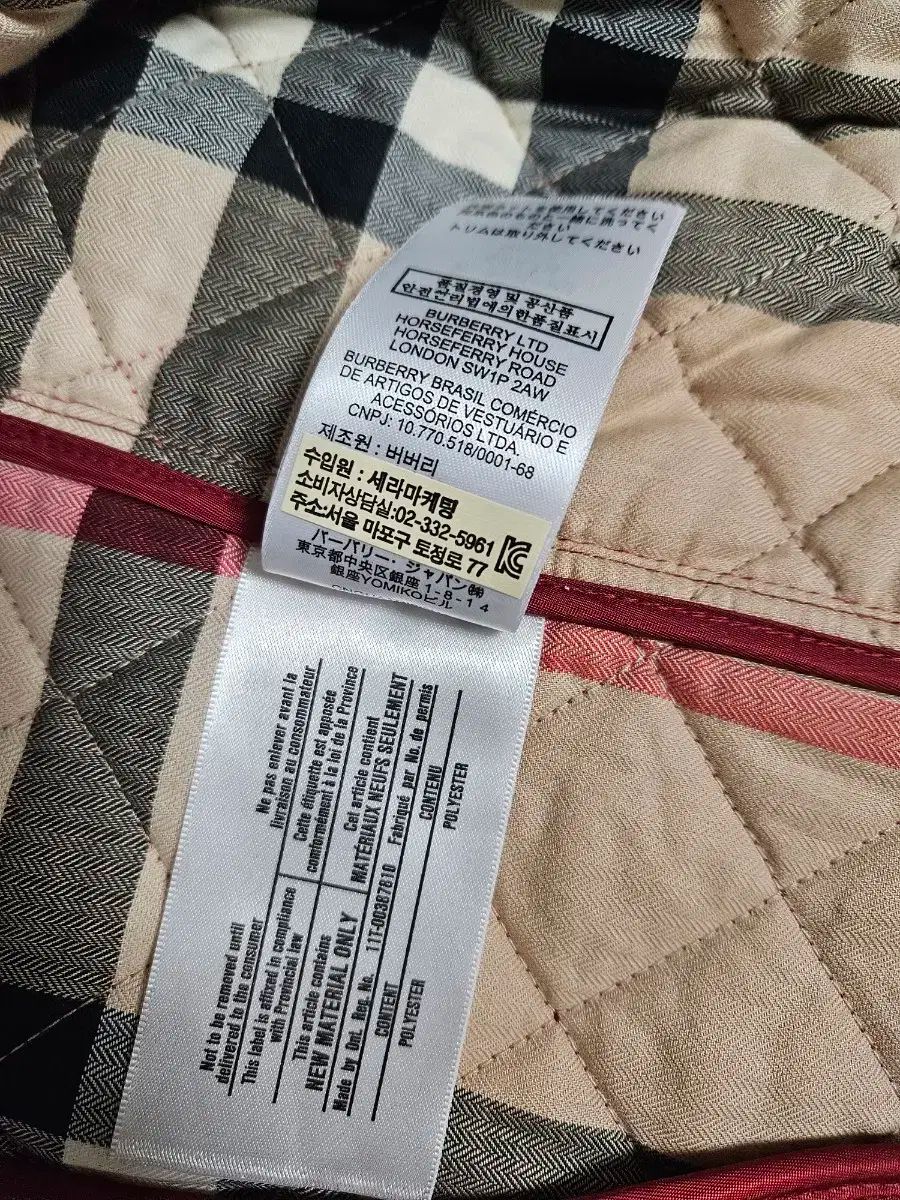 ださい
トリムは取り外してください
품질경영 및 공산품
안전관리법에의한품질표시
BURBERRY LTD
HORSEFERRY HOUSE
HORSEFERRY ROAD
LONDON SW1P 2AW
BURBERRY BRASIL COMÉRCIO
DE ARTIGOS DE VESTUÁRIO E
ACESSÓRIOS LTDA.
CNPJ: 10.770.518/0001-68
제조원 : 버버리
수입원 : 세라마케팅
소비자상담실:02-332-5961
주소:서울 마포구 토정로 77
バーバリー・ジャパン㈱
東京都中央区銀座1-8-14
銀座YOMIKOビル
Ne pas enlever avant la
livraison au consommateur
Cette étiquette est apposée
conformément à la loi de la Province
Cet article contient
MATÉRIAUX NEUFS SEULEMENT
Fabriqué par No. de permis
CONTENU
POLYESTER
Not to be removed until
delivered to the consumer
This label is affixed in compliance
with Provincial law
This article contains
NEW MATERIAL ONLY
Made by Ont. Reg. No. 11T-00387810
CONTENT
POLYESTER